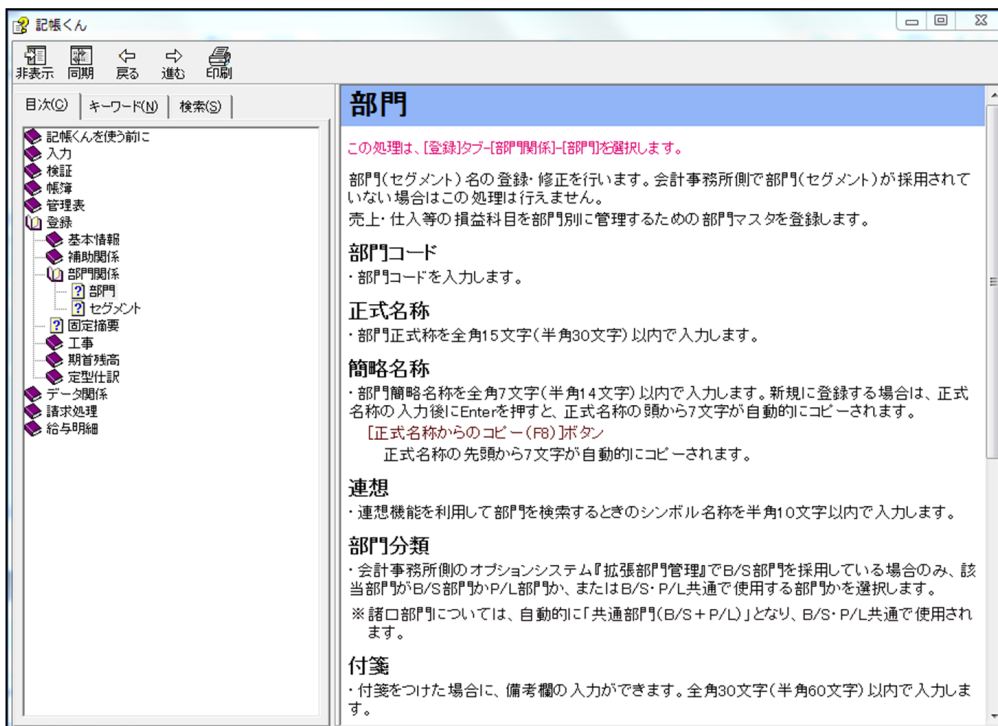 記帳くん
非表示 同期 戻る 進む 印刷
目次(C) キーワード(N) 検索(S)
記帳くんを使う前に
入力
検証
帳簿
管理表
登録
基本情報
補助関係
部門関係
部門
セグメント
固定摘要
工事
期首残高
定型仕訳
データ関係
請求処理
給与明細
部門
この処理は、[登録]タブ-[部門関係]-[部門]を選択します。
部門(セグメント)名の登録・修正を行います。会計事務所側で部門(セグメント)が採用されて
いない場合はこの処理は行えません。
売上・仕入等の損益科目を部門別に管理するための部門マスタを登録します。
部門コード
・部門コードを入力します。
正式名称
・部門正式称を全角15文字(半角30文字)以内で入力します。
簡略名称
・部門簡略名称を全角7文字(半角14文字)以内で入力します。新規に登録する場合は、正式
名称の入力後にEnterを押すと、正式名称の頭から7文字が自動的にコピーされます。
[正式名称からのコピー(F8)]ボタン
正式名称の先頭から7文字が自動的にコピーされます。
連想
・連想機能を利用して部門を検索するときのシンボル名称を半角10文字以内で入力します。
部門分類
・会計事務所側のオプションシステム『拡張部門管理』でB/S部門を採用している場合のみ、該
当部門がB/S部門かP/L部門か、またはB/S・P/L共通で使用する部門かを選択します。
※諸口部門については、自動的に「共通部門(B/S+P/L)」となり、B/S・P/L共通で使用され
ます。
付箋
・付箋をつけた場合に、備考欄の入力ができます。全角30文字(半角60文字)以内で入力しま
す。